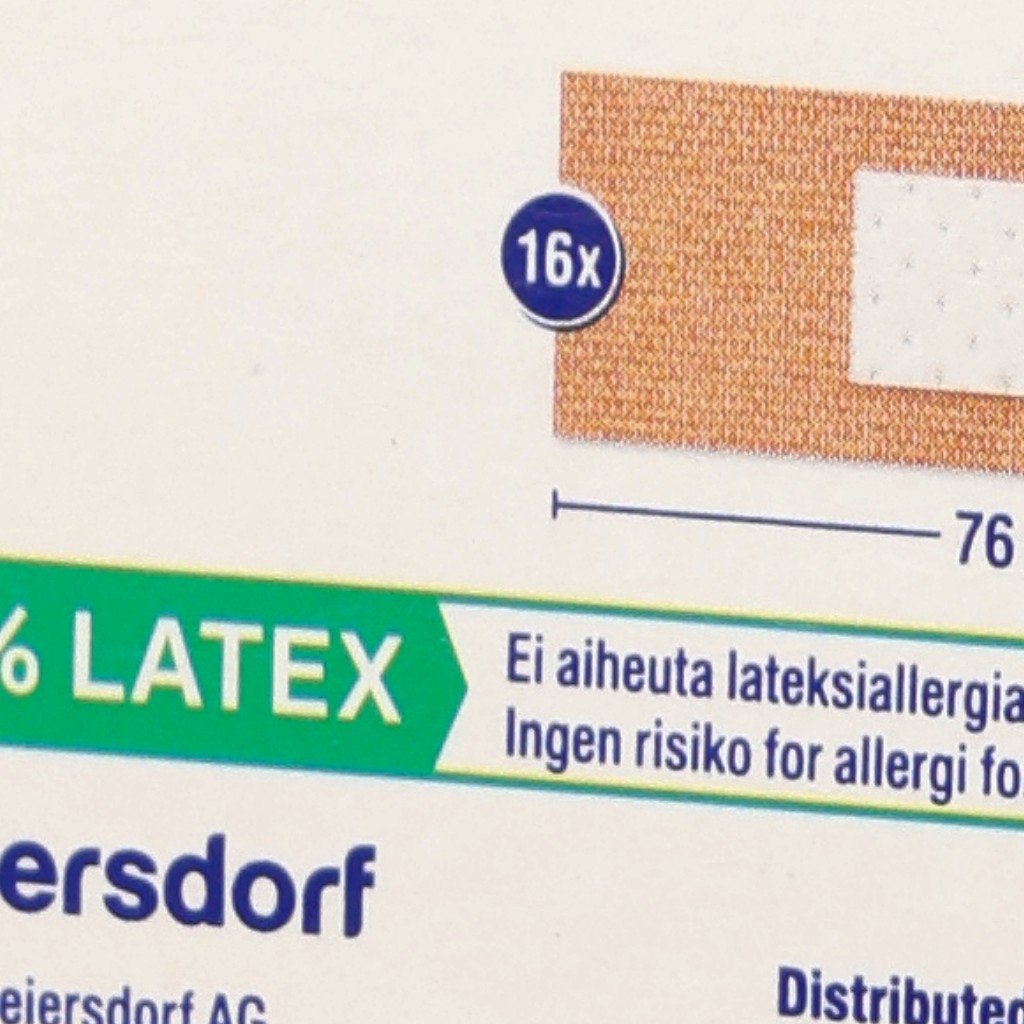 16x
76
% LATEX
Ei aiheuta lateksiallergia
Ingen risiko for allergi fo
ersdorf
eiersdorf AG
Distributed